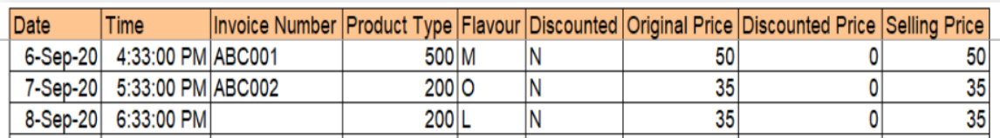 Date Time Invoice Number Product Type Flavour Discounted Original Price Discounted Price Selling Price
6-Sep-20 4:33:00 PM ABC001 500 M N 50 0 50
7-Sep-20 5:33:00 PM ABC002 200 O N 35 0 35
8-Sep-20 6:33:00 PM 200 L N 35 0 35